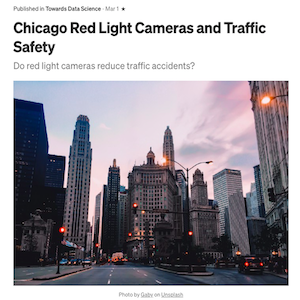 Published in Towards Data Science · Mar 1 ★
Chicago Red Light Cameras and Traffic
Safety
Do red light cameras reduce traffic accidents?
Photo by Gaby on Unsplash